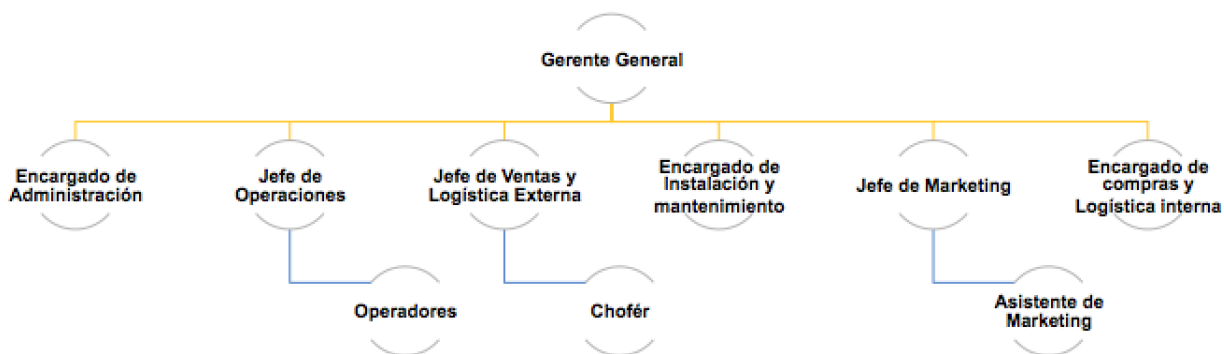 Gerente General
Encargado de
Administración
Jefe de
Operaciones
Jefe de Ventas y
Logística Externa
Encargado de
Instalación y
mantenimiento
Jefe de Marketing
Encargado de
compras y
Logística interna
Operadores
Chofér
Asistente de
Marketing